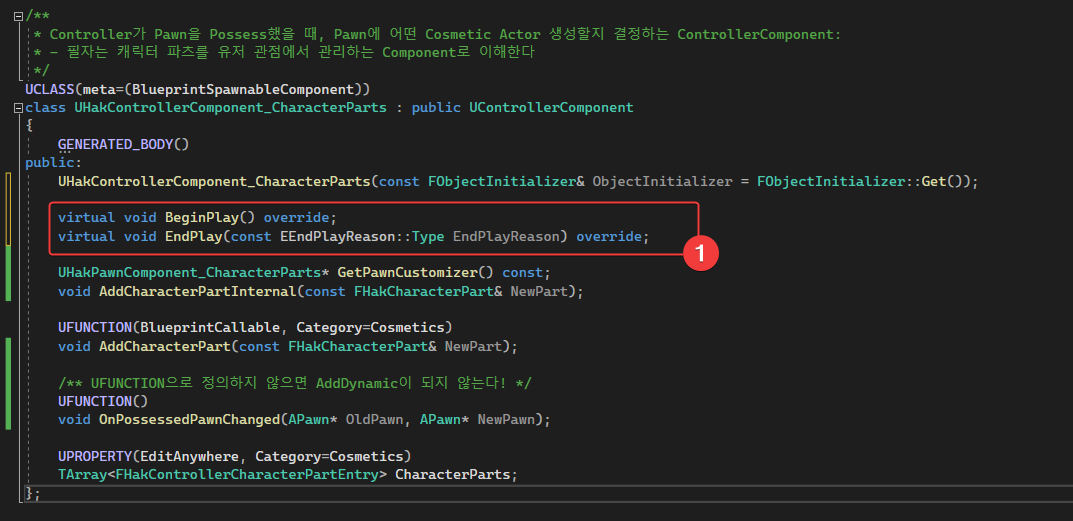 /**
 * Controller가 Pawn을 Possess했을 때, Pawn에 어떤 Cosmetic Actor 생성할지 결정하는 ControllerComponent:
 * - 필자는 캐릭터 파츠를 유저 관점에서 관리하는 Component로 이해한다
 */
UCLASS(meta=(BlueprintSpawnableComponent))
class UHakControllerComponent_CharacterParts : public UControllerComponent
{
    GENERATED_BODY()
public:
    UHakControllerComponent_CharacterParts(const FObjectInitializer& ObjectInitializer = FObjectInitializer::Get());
    virtual void BeginPlay() override;
    virtual void EndPlay(const EEndPlayReason::Type EndPlayReason) override;
1
    UHakPawnComponent_CharacterParts* GetPawnCustomizer() const;
    void AddCharacterPartInternal(const FHakCharacterPart& NewPart);
    UFUNCTION(BlueprintCallable, Category=Cosmetics)
    void AddCharacterPart(const FHakCharacterPart& NewPart);
    /** UFUNCTION으로 정의하지 않으면 AddDynamic이 되지 않는다! */
    UFUNCTION()
    void OnPossessedPawnChanged(APawn* OldPawn, APawn* NewPawn);
    UPROPERTY(EditAnywhere, Category=Cosmetics)
    TArray<FHakControllerCharacterPartEntry> CharacterParts;
};